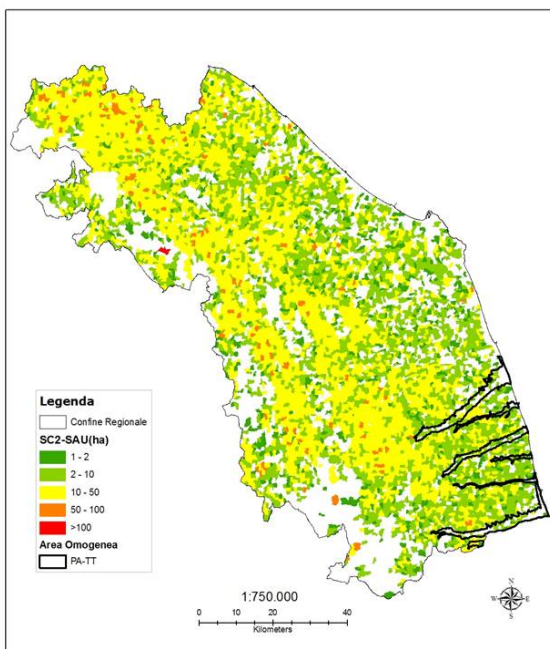 Legenda
Confine Regionale
SC2-SAU(ha)
1 - 2
2 - 10
10 - 50
50 - 100
>100
Area Omogenea
PA-TT
1:750.000
0 10 20 40
Kilometers
N
W E
S